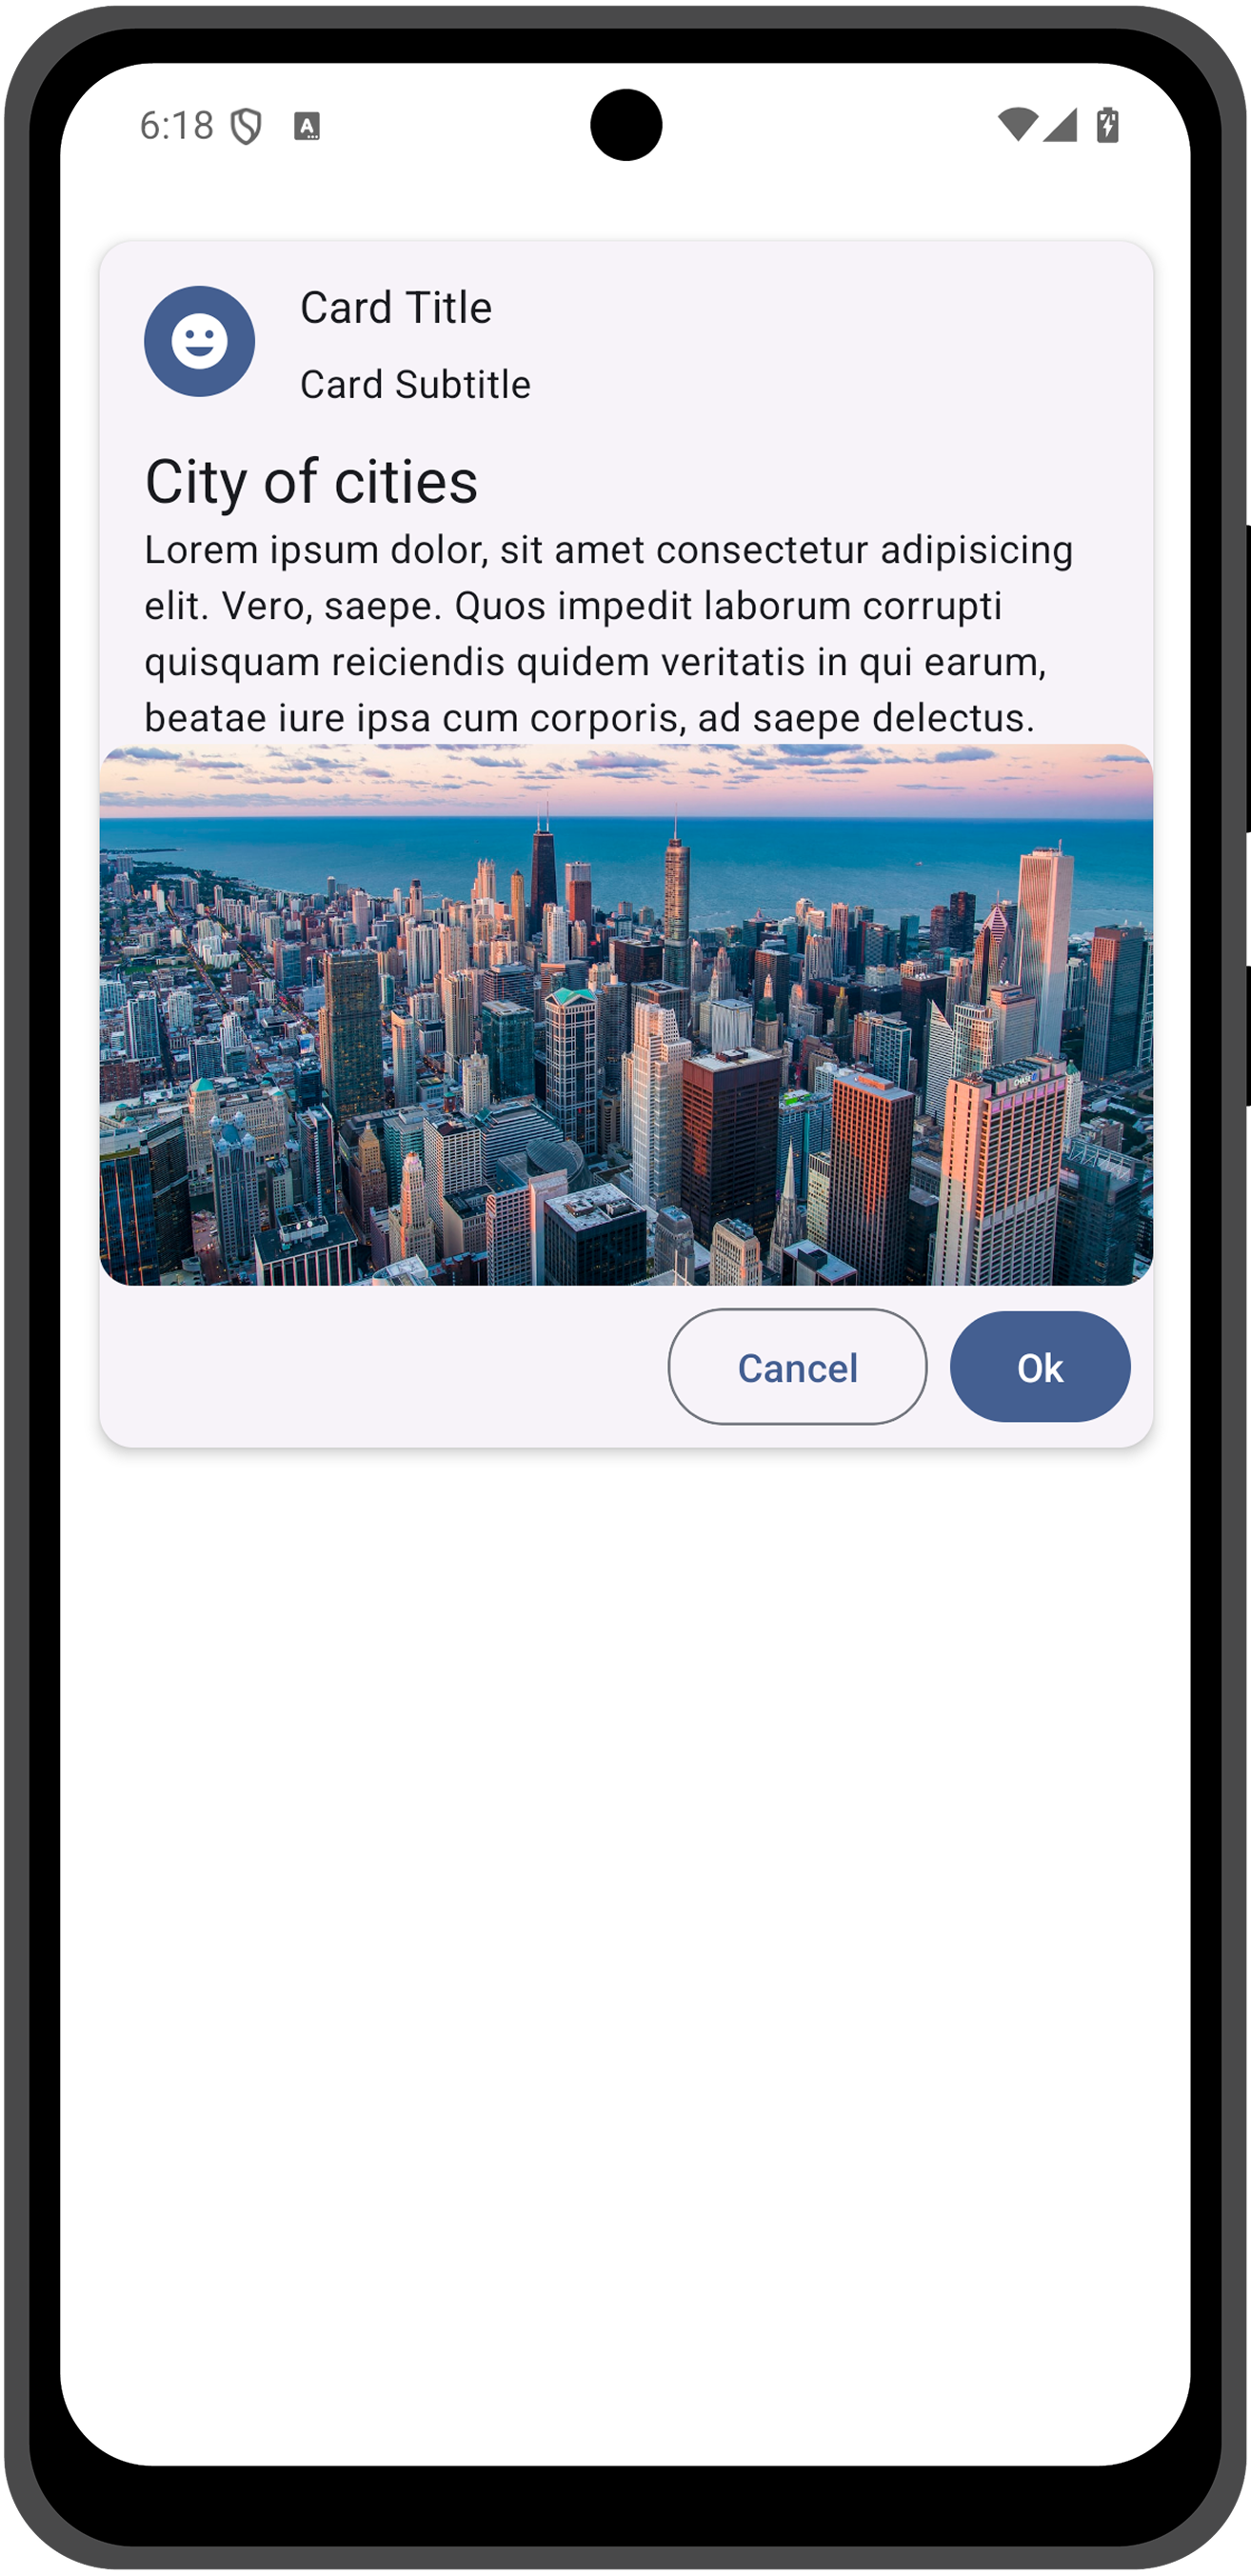 6:18
A
Card Title
Card Subtitle
City of cities
Lorem ipsum dolor, sit amet consectetur adipisicing
elit. Vero, saepe. Quos impedit laborum corrupti
quisquam reiciendis quidem veritatis in qui earum,
beatae iure ipsa cum corporis, ad saepe delectus.
Cancel
Ok